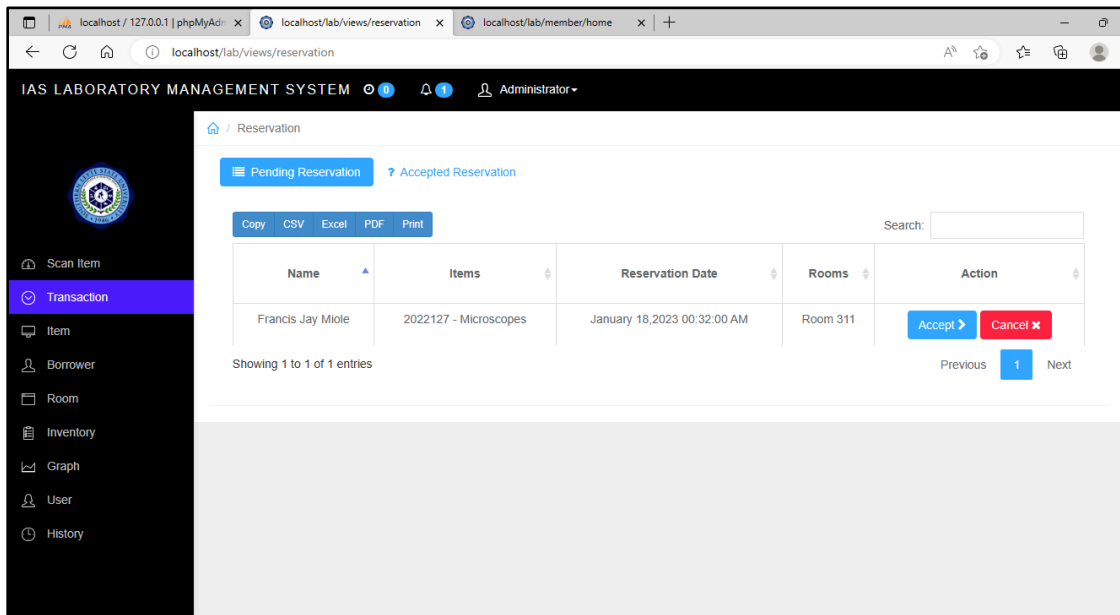 localhost / 127.0.0.1 | phpMyAdm
localhost/lab/views/reservation
localhost/lab/member/home
localhost/lab/views/reservation
IAS LABORATORY MANAGEMENT SYSTEM 0 1 Administrator
/ Reservation
Pending Reservation ? Accepted Reservation
Copy CSV Excel PDF Print Search:
Name Items Reservation Date Rooms Action
Francis Jay Miole 2022127 - Microscopes January 18,2023 00:32:00 AM Room 311 Accept Cancel
Showing 1 to 1 of 1 entries Previous 1 Next
Scan Item
Transaction
Item
Borrower
Room
Inventory
Graph
User
History